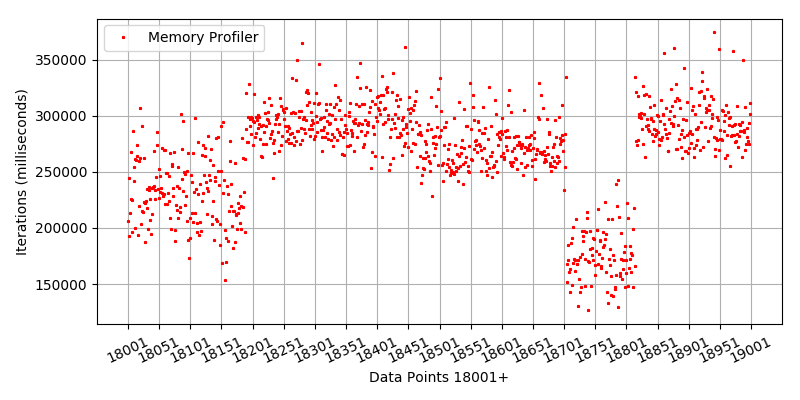 Memory Profiler
350000
300000
250000
200000
150000
Iterations (milliseconds)
18001 18051 18101 18151 18201 18251 18301 18351 18401 18451 18501 18551 18601 18651 18701 18751 18801 18851 18901 18951 19001
Data Points 18001+